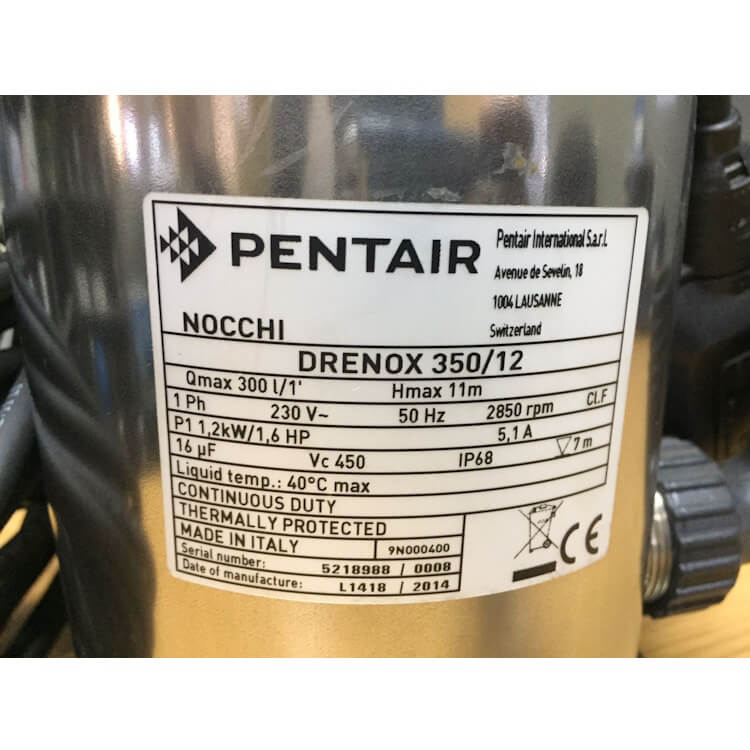 PENTAIR
Pentair International S.a.r.l.
Avenue de Sevelin, 18
1004 LAUSANNE
Switzerland
NOCCHI
DRENOX 350/12
Qmax 300 l/1' Hmax 11m
1 Ph 230 V~ 50 Hz 2850 rpm Cl.F
P1 1,2kW/1,6 HP 5,1 A
16 µF Vc 450 IP68 7 m
Liquid temp.: 40°C max
CONTINUOUS DUTY
THERMALLY PROTECTED
MADE IN ITALY 9N000400
Serial number: 5218988 / 0008
Date of manufacture: L1418 / 2014
CE